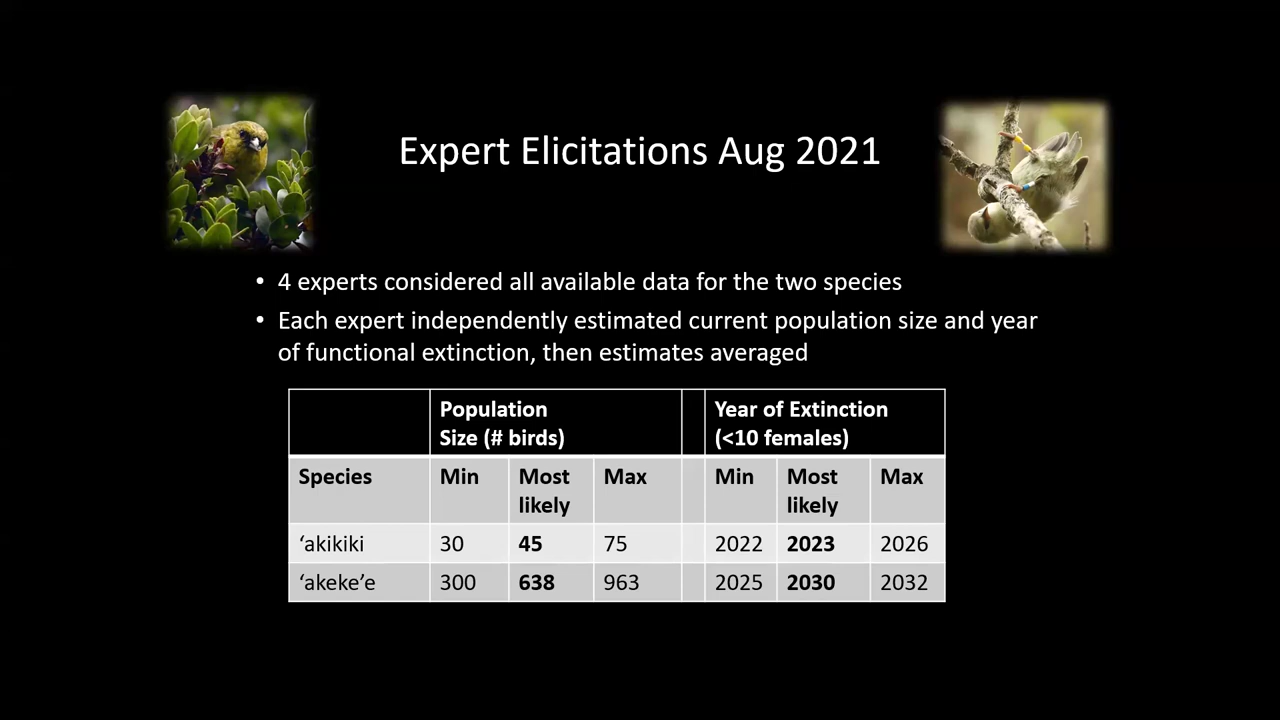 Expert Elicitations Aug 2021
• 4 experts considered all available data for the two species
• Each expert independently estimated current population size and year
of functional extinction, then estimates averaged
Population Size (# birds) Year of Extinction (<10 females)
Species Min Most likely Max Min Most likely Max
‘akikiki 30 45 75 2022 2023 2026
‘akeke’e 300 638 963 2025 2030 2032